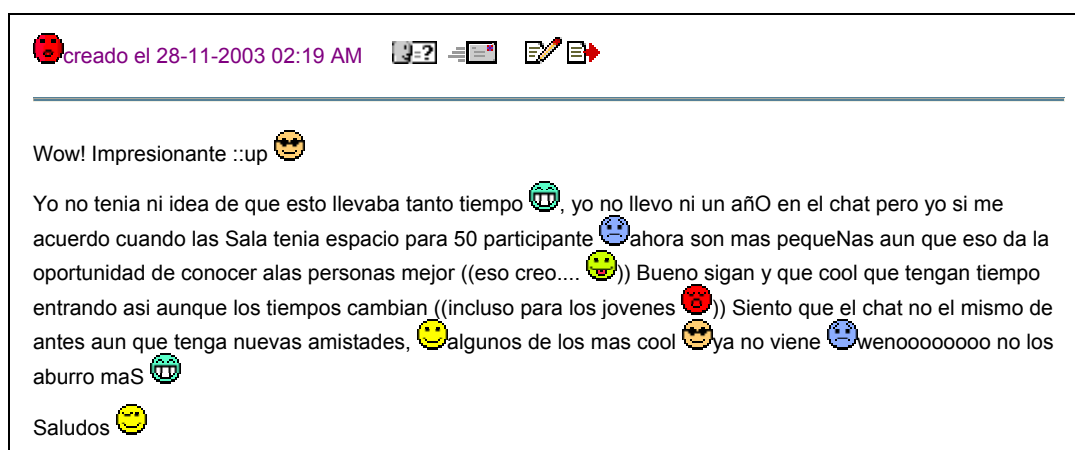 creado el 28-11-2003 02:19 AM
Wow! Impresionante ::up
Yo no tenia ni idea de que esto llevaba tanto tiempo , yo no llevo ni un añO en el chat pero yo si me
acuerdo cuando las Sala tenia espacio para 50 participante ahora son mas pequeNas aun que eso da la
oportunidad de conocer alas personas mejor ((eso creo.... )) Bueno sigan y que cool que tengan tiempo
entrando asi aunque los tiempos cambian ((incluso para los jovenes )) Siento que el chat no el mismo de
antes aun que tenga nuevas amistades, algunos de los mas cool ya no viene wenoooooooo no los
aburro maS
Saludos